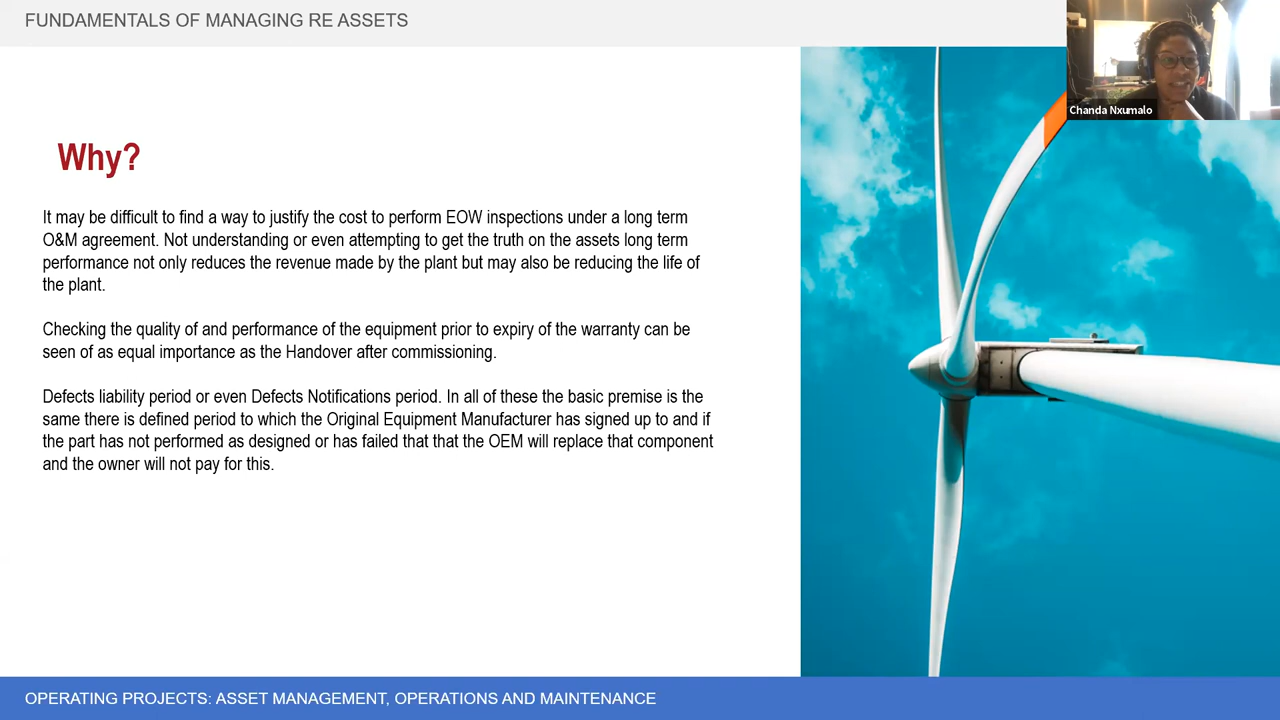 FUNDAMENTALS OF MANAGING RE ASSETS
Chanda Nxumalo
Why?
It may be difficult to find a way to justify the cost to perform EOW inspections under a long term
O&M agreement. Not understanding or even attempting to get the truth on the assets long term
performance not only reduces the revenue made by the plant but may also be reducing the life of
the plant.
Checking the quality of and performance of the equipment prior to expiry of the warranty can be
seen of as equal importance as the Handover after commissioning.
Defects liability period or even Defects Notifications period. In all of these the basic premise is the
same there is defined period to which the Original Equipment Manufacturer has signed up to and if
the part has not performed as designed or has failed that that the OEM will replace that component
and the owner will not pay for this.
OPERATING PROJECTS: ASSET MANAGEMENT, OPERATIONS AND MAINTENANCE